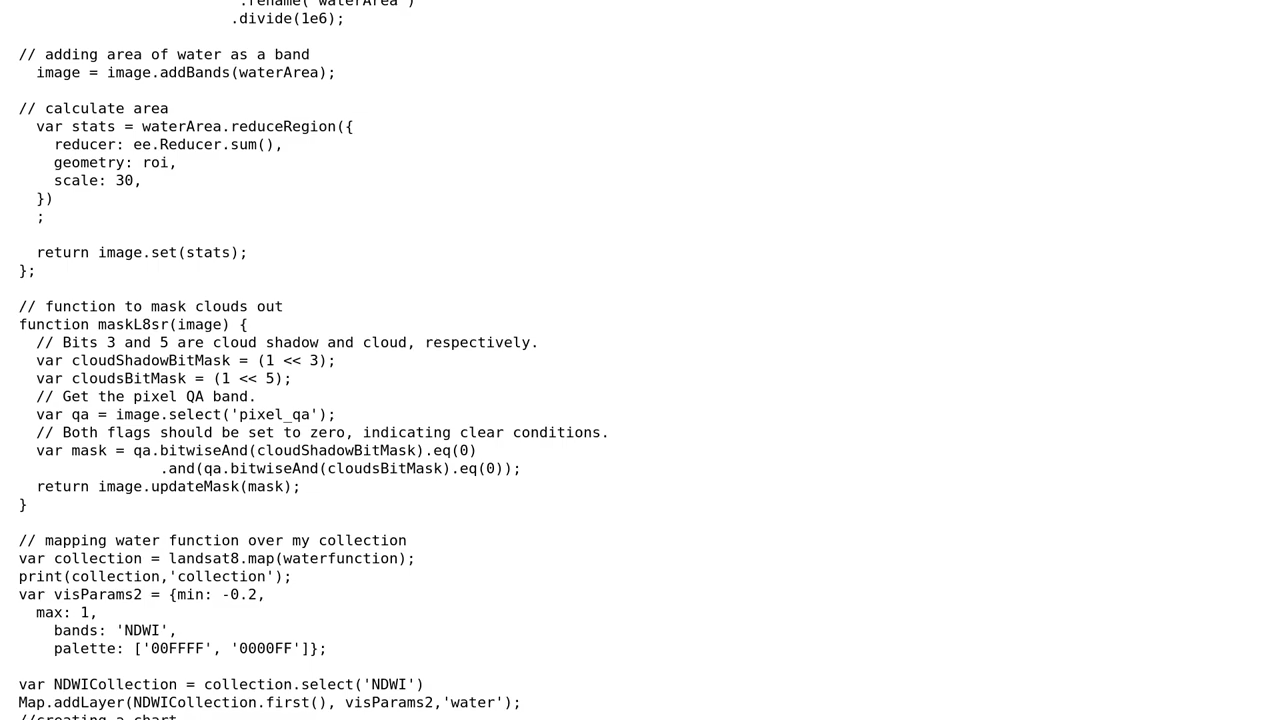 .rename('waterArea')
.divide(1e6);
// adding area of water as a band
image = image.addBands(waterArea);
// calculate area
var stats = waterArea.reduceRegion({
reducer: ee.Reducer.sum(),
geometry: roi,
scale: 30,
})
;
return image.set(stats);
};
// function to mask clouds out
function maskL8sr(image) {
// Bits 3 and 5 are cloud shadow and cloud, respectively.
var cloudShadowBitMask = (1 << 3);
var cloudsBitMask = (1 << 5);
// Get the pixel QA band.
var qa = image.select('pixel_qa');
// Both flags should be set to zero, indicating clear conditions.
var mask = qa.bitwiseAnd(cloudShadowBitMask).eq(0)
.and(qa.bitwiseAnd(cloudsBitMask).eq(0));
return image.updateMask(mask);
}
// mapping water function over my collection
var collection = landsat8.map(waterfunction);
print(collection,'collection');
var visParams2 = {min: -0.2,
max: 1,
bands: 'NDWI',
palette: ['00FFFF', '0000FF']};
var NDWICollection = collection.select('NDWI')
Map.addLayer(NDWICollection.first(), visParams2,'water');
//creating a chart